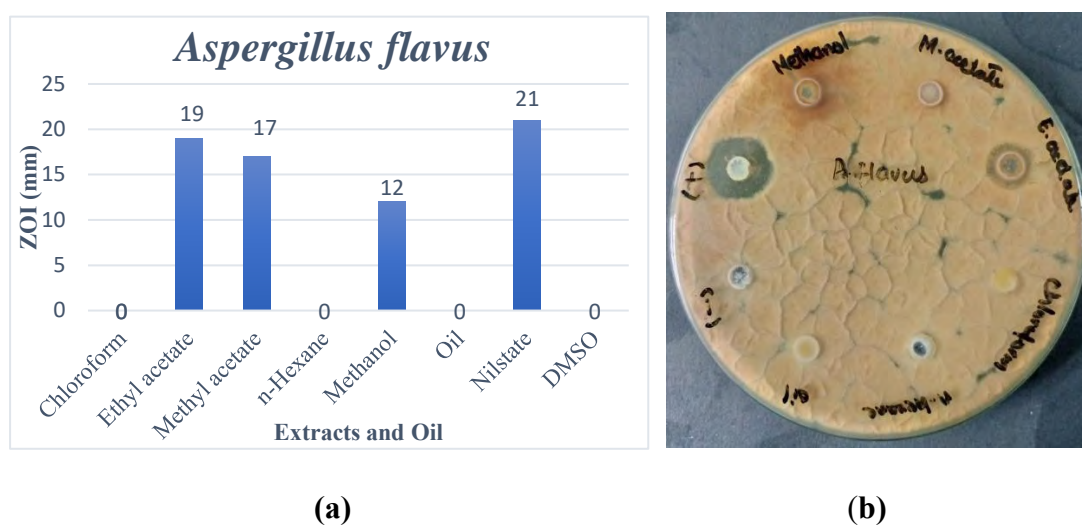 Aspergillus flavus
ZOI (mm)
25
20
15
10
5
0
0
19
17
0
12
0
21
0
Chloroform
Ethyl acetate
Methyl acetate
n-Hexane
Methanol
Oil
Nilstate
DMSO
Extracts and Oil
(a)
Methanol
M. acetate
E. acetate
(+)
A. flavus
(-)
Chloroform
oil
n. hexane
(b)